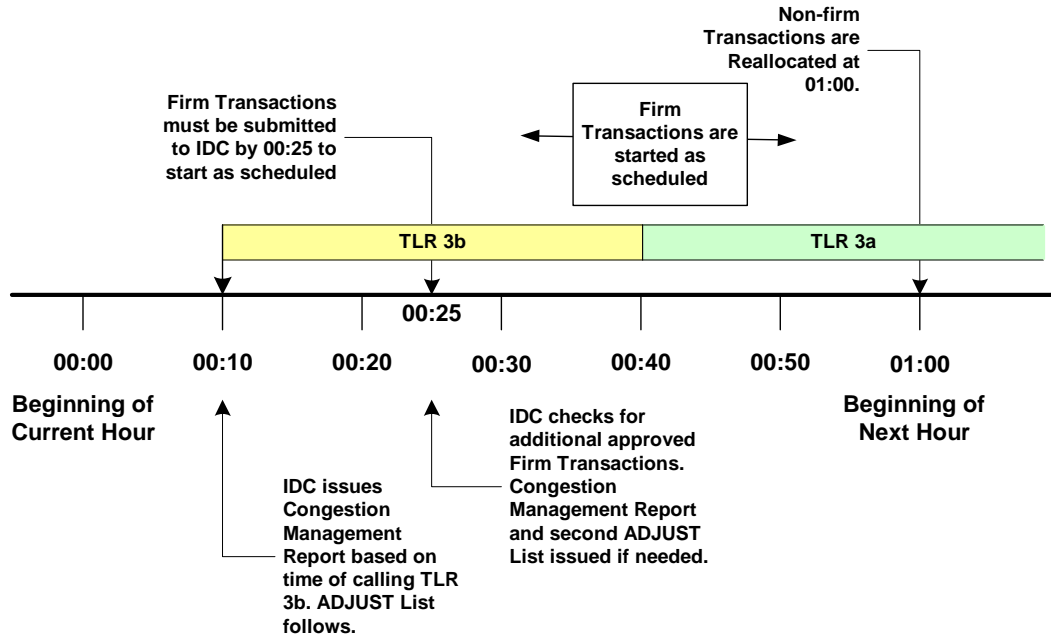 Non-firm
Transactions are
Reallocated at
01:00.
Firm Transactions
must be submitted
to IDC by 00:25 to
start as scheduled
Firm
Transactions are
started as
scheduled
TLR 3b
TLR 3a
00:25
00:00
00:10
00:20
00:30
00:40
00:50
01:00
Beginning of
Current Hour
Beginning of
Next Hour
IDC issues
Congestion
Management
Report based on
time of calling TLR
3b. ADJUST List
follows.
IDC checks for
additional approved
Firm Transactions.
Congestion
Management Report
and second ADJUST
List issued if needed.